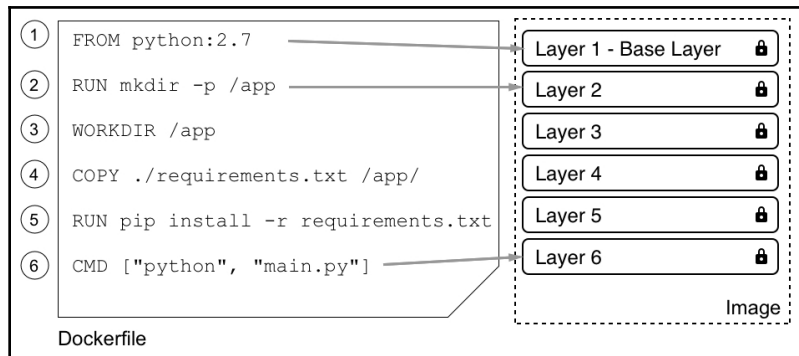 1 FROM python:2.7
2 RUN mkdir -p /app
3 WORKDIR /app
4 COPY ./requirements.txt /app/
5 RUN pip install -r requirements.txt
6 CMD ["python", "main.py"]
Dockerfile
Layer 1 - Base Layer
Layer 2
Layer 3
Layer 4
Layer 5
Layer 6
Image